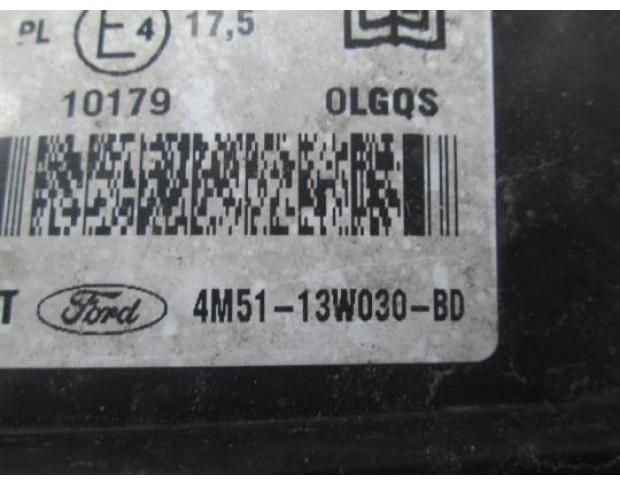 PL E4 17,5
10179 OLGQS
T Ford 4M51-13W030-BD